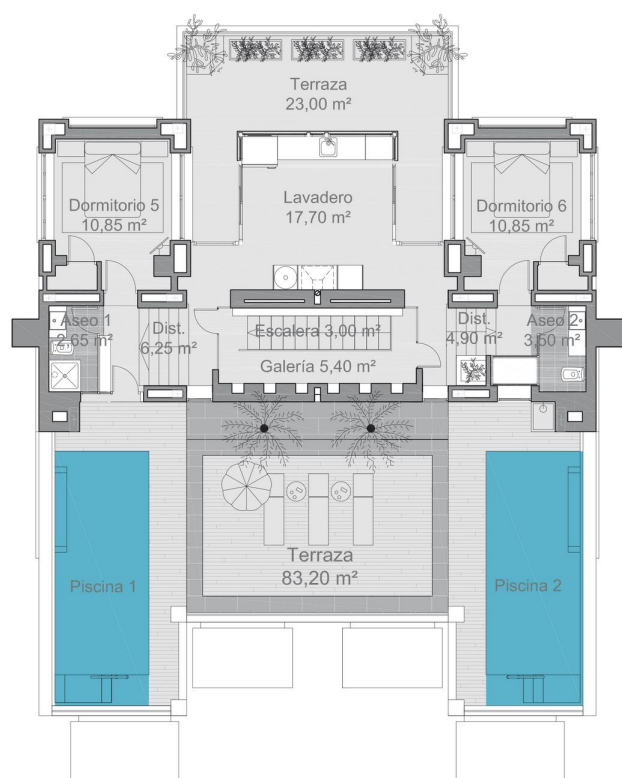 Terraza
23,00 m²
Dormitorio 5
10,85 m²
Lavadero
17,70 m²
Dormitorio 6
10,85 m²
Aseo 1
2,65 m²
Dist.
6,25 m²
Escalera 3,00 m²
Galería 5,40 m²
Dist.
4,90 m²
Aseo 2
3,50 m²
Piscina 1
Terraza
83,20 m²
Piscina 2